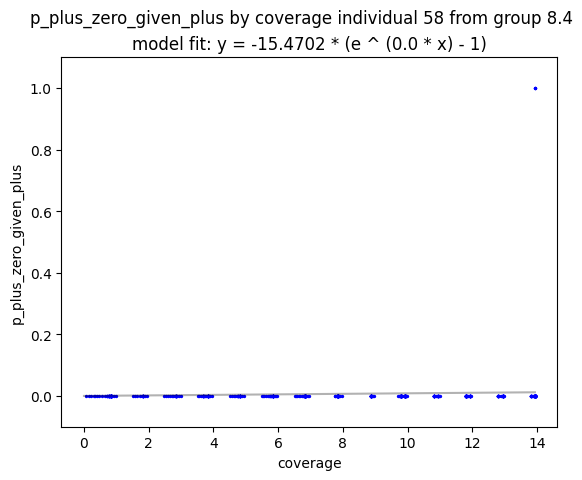 p_plus_zero_given_plus by coverage individual 58 from group 8.4
model fit: y = -15.4702 * (e ^ (0.0 * x) - 1)
1.0
0.8
0.6
0.4
0.2
0.0
p_plus_zero_given_plus
0 2 4 6 8 10 12 14
coverage